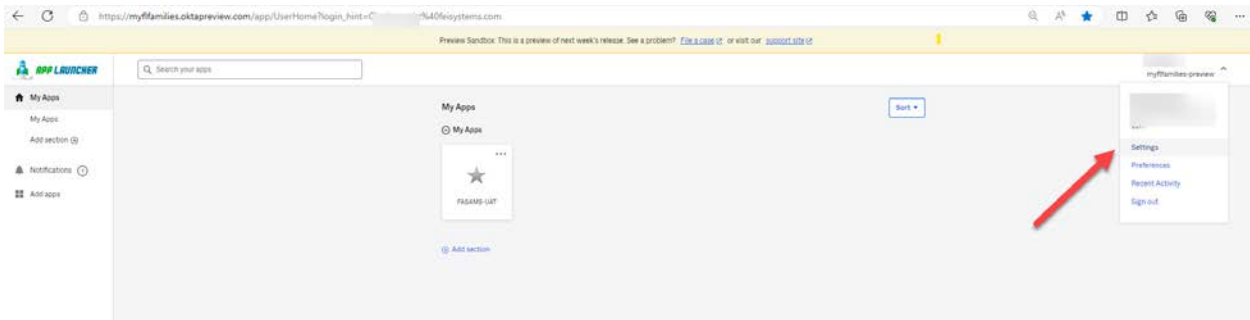 https://myflfamilies.oktapreview.com/app/UserHome?login_hint=C %40feisystems.com
Preview Sandbox: This is a preview of next week's release. See a problem? File a case or visit our support site
APP LAUNCHER
Search your apps
myflfamilies-preview
My Apps
My Apps
Add section
Notifications 1
Add apps
My Apps
Sort
My Apps
FASAMS-UAT
Add section
Settings
Preferences
Recent Activity
Sign out